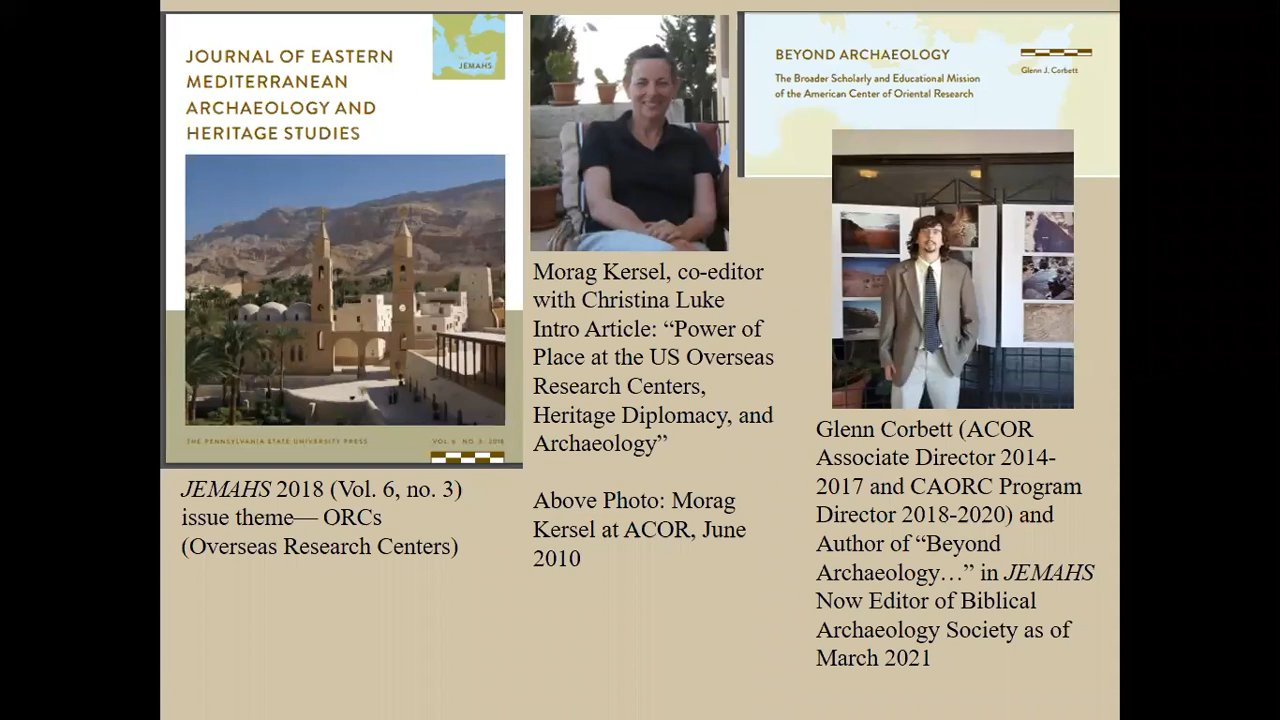 JOURNAL OF EASTERN
MEDITERRANEAN
ARCHAEOLOGY AND
HERITAGE STUDIES
JEMAHS
THE PENNSYLVANIA STATE UNIVERSITY PRESS
VOL. 6 NO. 3 2018
JEMAHS 2018 (Vol. 6, no. 3)
issue theme— ORCs
(Overseas Research Centers)
Morag Kersel, co-editor
with Christina Luke
Intro Article: “Power of
Place at the US Overseas
Research Centers,
Heritage Diplomacy, and
Archaeology”
Above Photo: Morag
Kersel at ACOR, June
2010
BEYOND ARCHAEOLOGY
The Broader Scholarly and Educational Mission
of the American Center of Oriental Research
Glenn J. Corbett
Glenn Corbett (ACOR
Associate Director 2014-
2017 and CAORC Program
Director 2018-2020) and
Author of “Beyond
Archaeology…” in JEMAHS
Now Editor of Biblical
Archaeology Society as of
March 2021